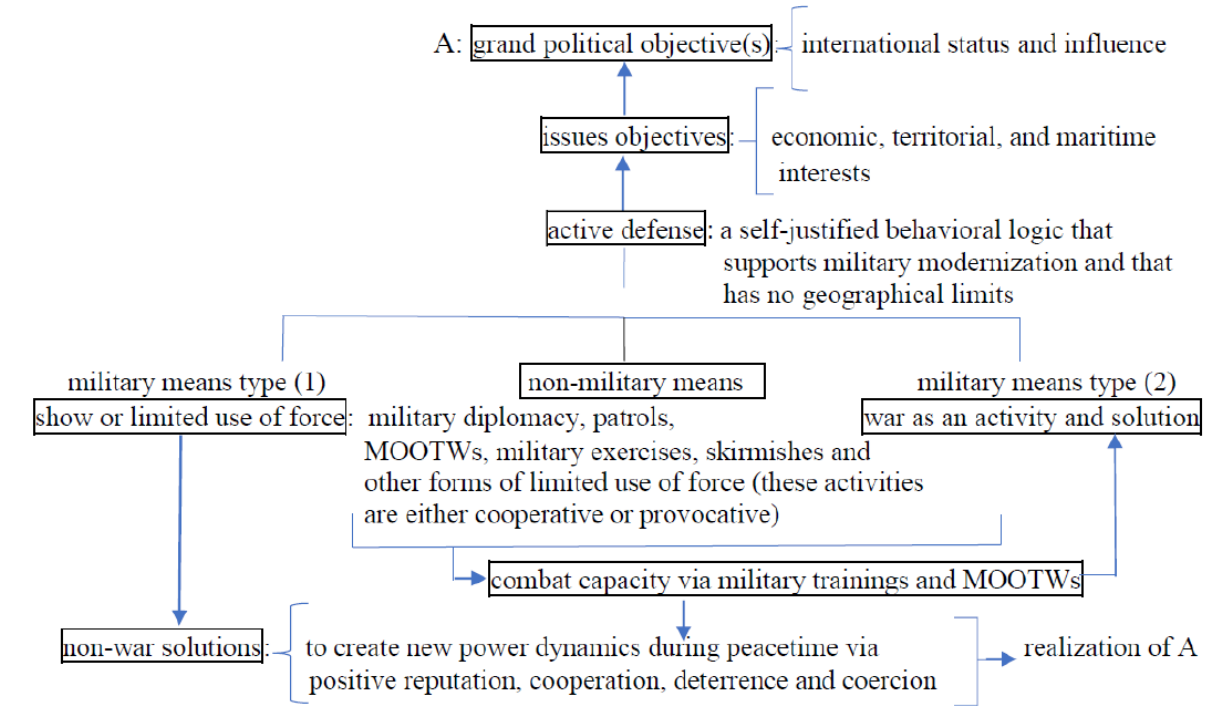 A: grand political objective(s): international status and influence
issues objectives: economic, territorial, and maritime
interests
active defense: a self-justified behavioral logic that
supports military modernization and that
has no geographical limits
military means type (1)
show or limited use of force: military diplomacy, patrols,
MOOTWs, military exercises, skirmishes and
other forms of limited use of force (these activities
are either cooperative or provocative)
non-military means
military means type (2)
war as an activity and solution
combat capacity via military trainings and MOOTWs
non-war solutions: to create new power dynamics during peacetime via
positive reputation, cooperation, deterrence and coercion
realization of A